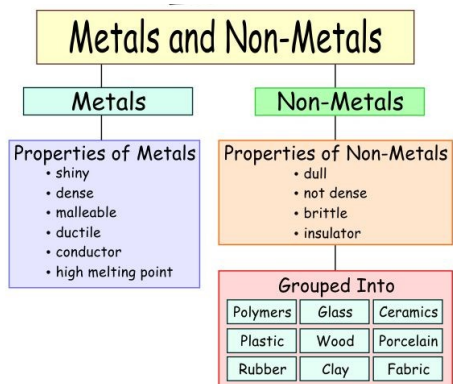 Metals and Non-Metals
Metals
Non-Metals
Properties of Metals
• shiny
• dense
• malleable
• ductile
• conductor
• high melting point
Properties of Non-Metals
• dull
• not dense
• brittle
• insulator
Grouped Into
Polymers Glass Ceramics
Plastic Wood Porcelain
Rubber Clay Fabric